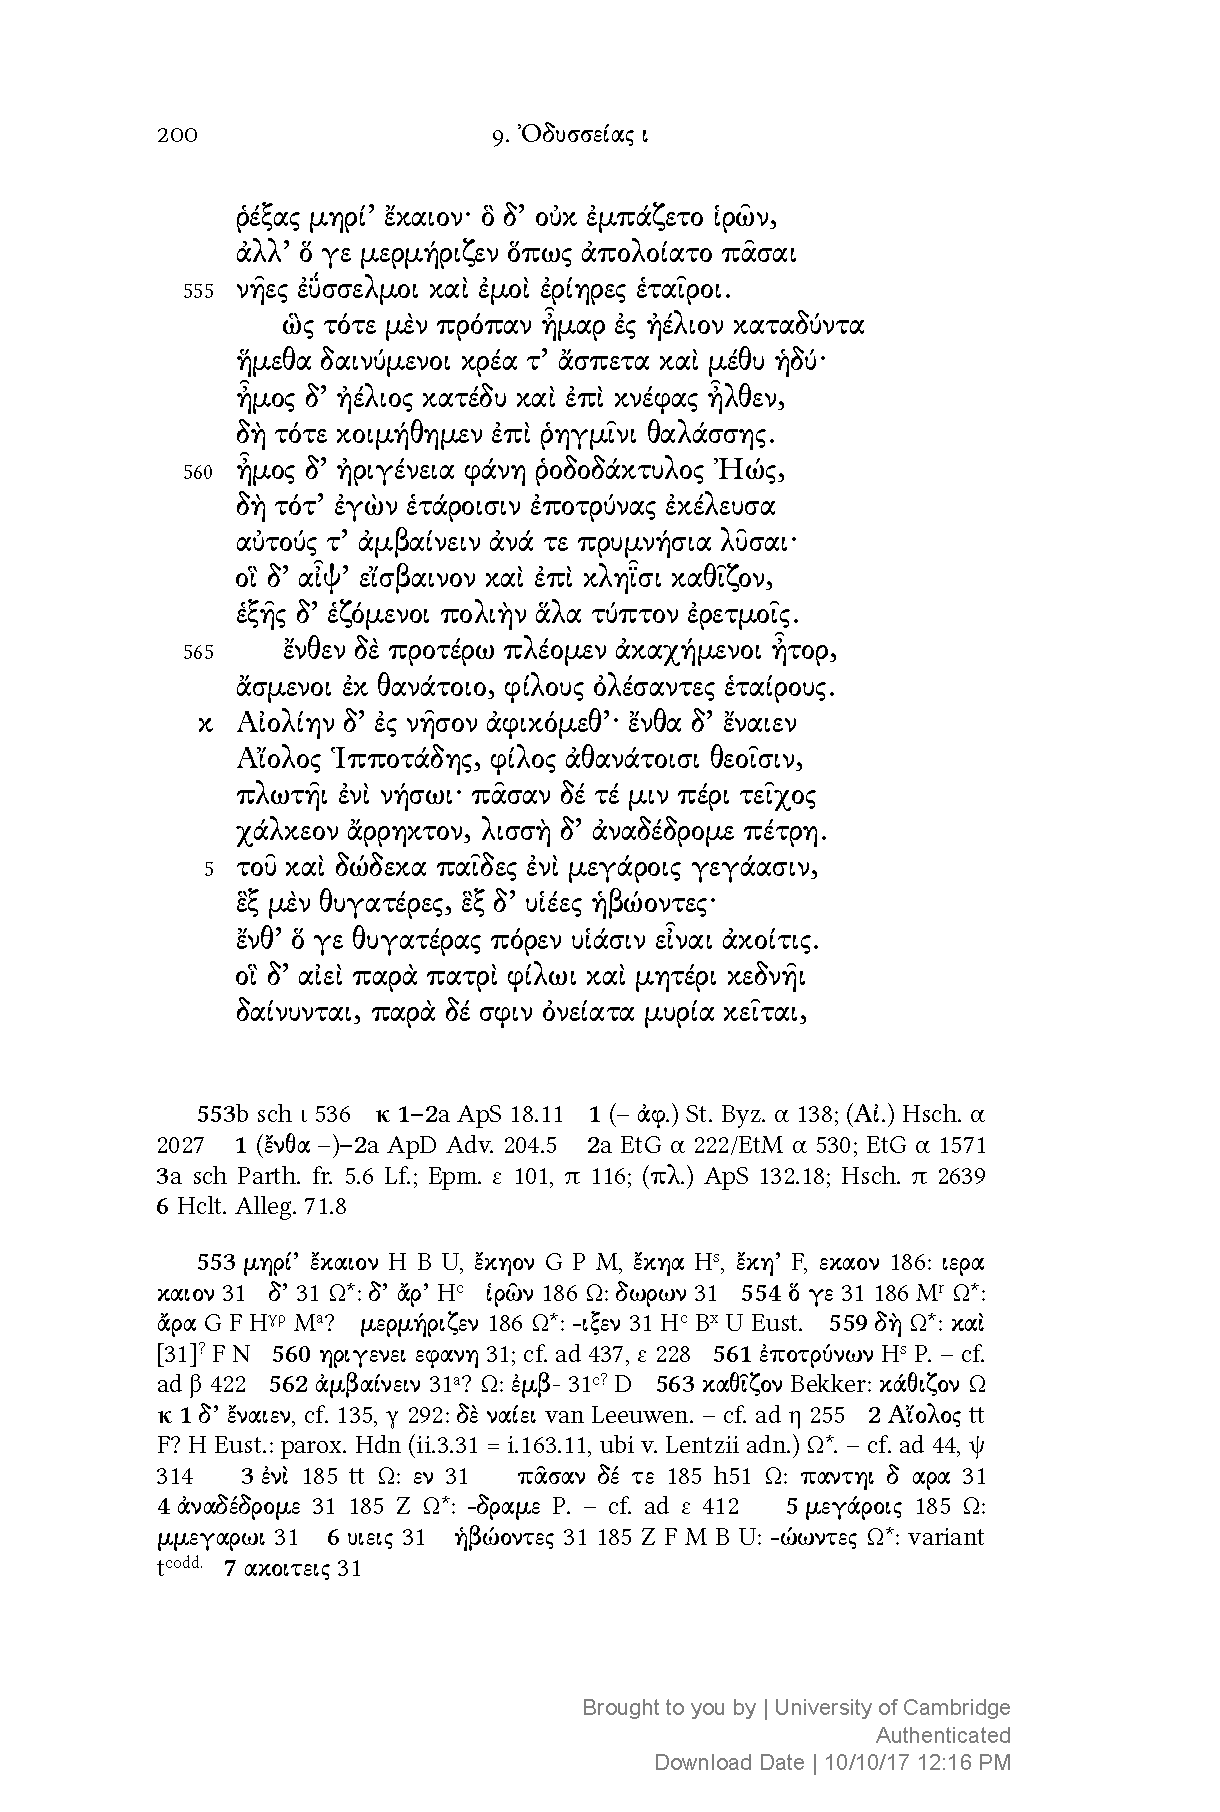 200 9. Ὀδυσσείας ι
ῥέξας μηρί’ ἔκαιον· ὃ δ’ οὐκ ἐμπάζετο ἱρῶν,
ἀλλ’ ὅ γε μερμήριζεν ὅπως ἀπολοίατο πᾶσαι
555 νῆες ἐΰσσελμοι καὶ ἐμοὶ ἐρίηρες ἑταῖροι.
ὣς τότε μὲν πρόπαν ἦμαρ ἐς ἠέλιον καταδύντα
ἥμεθα δαινύμενοι κρέα τ’ ἄσπετα καὶ μέθυ ἡδύ·
ἦμος δ’ ἠέλιος κατέδυ καὶ ἐπὶ κνέφας ἦλθεν,
δὴ τότε κοιμήθημεν ἐπὶ ῥηγμῖνι θαλάσσης.
560 ἦμος δ’ ἠριγένεια φάνη ῥοδοδάκτυλος Ἠώς,
δὴ τότ’ ἐγὼν ἑτάροισιν ἐποτρύνας ἐκέλευσα
αὐτούς τ’ ἀμβαίνειν ἀνά τε πρυμνήσια λῦσαι·
οἳ δ’ αἶψ’ εἴσβαινον καὶ ἐπὶ κληῗσι καθῖζον,
ἑξῆς δ’ ἑζόμενοι πολιὴν ἅλα τύπτον ἐρετμοῖς.
565 ἔνθεν δὲ προτέρω πλέομεν ἀκαχήμενοι ἦτορ,
ἄσμενοι ἐκ θανάτοιο, φίλους ὀλέσαντες ἑταίρους.
κ Αἰολίην δ’ ἐς νῆσον ἀφικόμεθ’· ἔνθα δ’ ἔναιεν
Αἴολος Ἱπποτάδης, φίλος ἀθανάτοισι θεοῖσιν,
πλωτῆι ἐνὶ νήσωι· πᾶσαν δέ τέ μιν πέρι τεῖχος
χάλκεον ἄρρηκτον, λισσὴ δ’ ἀναδέδρομε πέτρη.
5 τοῦ καὶ δώδεκα παῖδες ἐνὶ μεγάροις γεγάασιν,
ἓξ μὲν θυγατέρες, ἓξ δ’ υἱέες ἡβώοντες·
ἔνθ’ ὅ γε θυγατέρας πόρεν υἱάσιν εἶναι ἀκοίτις.
οἳ δ’ αἰεὶ παρὰ πατρὶ φίλωι καὶ μητέρι κεδνῆι
δαίνυνται, παρὰ δέ σφιν ὀνείατα μυρία κεῖται,
553b sch ι 536 κ 1–2a ApS 18.11 1 (– ἀφ.) St. Byz. α 138; (Αἰ.) Hsch. α
2027 1 (ἔνθα –)–2a ApD Adv. 204.5 2a EtG α 222/EtM α 530; EtG α 1571
3a sch Parth. fr. 5.6 Lf.; Epm. ε 101, π 116; (πλ.) ApS 132.18; Hsch. π 2639
6 Hclt. Alleg. 71.8
553 μηρί’ ἔκαιον H B U, ἔκηον G P M, ἔκηα Hˢ, ἔκη’ F, εκαον 186: ιερα
καιον 31 δ’ 31 Ω*: δ’ ἄρ’ Hᶜ ἱρῶν 186 Ω: δωρων 31 554 ὅ γε 31 186 Mʳ Ω*:
ἄρα G F Hᵞᵖ Mᵃ? μερμήριζεν 186 Ω*: -ιξεν 31 Hᶜ Bˣ U Eust. 559 δὴ Ω*: καὶ
[31]? F N 560 ηριγενει εφανη 31; cf. ad 437, ε 228 561 ἐποτρύνων Hˢ P. – cf.
ad β 422 562 ἀμβαίνειν 31ᵃ? Ω: ἐμβ- 31ᶜ? D 563 καθῖζον Bekker: κάθιζον Ω
κ 1 δ’ ἔναιεν, cf. 135, γ 292: δὲ ναίει van Leeuwen. – cf. ad η 255 2 Αἴολος tt
F? H Eust.: parox. Hdn (ii.3.31 = i.163.11, ubi v. Lentzii adn.) Ω*. – cf. ad 44, ψ
314 3 ἐνὶ 185 tt Ω: εν 31 πᾶσαν δέ τε 185 h51 Ω: παντηι δ αρα 31
4 ἀναδέδρομε 31 185 Z Ω*: -δραμε P. – cf. ad ε 412 5 μεγάροις 185 Ω:
μμεγαρωι 31 6 υιεις 31 ἡβώοντες 31 185 Z F M B U: -ώωντες Ω*: variant
tᶜᵒᵈᵈ· 7 ακοιτεις 31
Brought to you by | University of Cambridge
Authenticated
Download Date | 10/10/17 12:16 PM